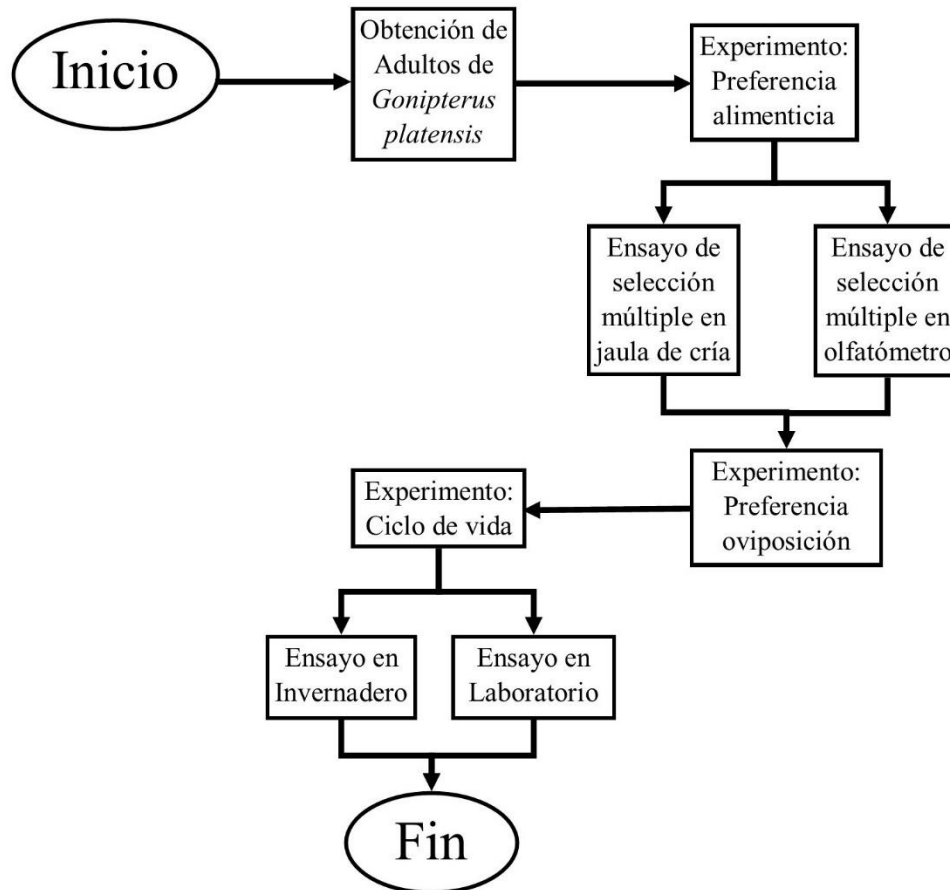 Inicio
Obtención de
Adultos de
Gonipterus
platensis
Experimento:
Preferencia
alimenticia
Ensayo de
selección
múltiple en
jaula de cría
Ensayo de
selección
múltiple en
olfatómetro
Experimento:
Preferencia
oviposición
Experimento:
Ciclo de vida
Ensayo en
Invernadero
Ensayo en
Laboratorio
Fin